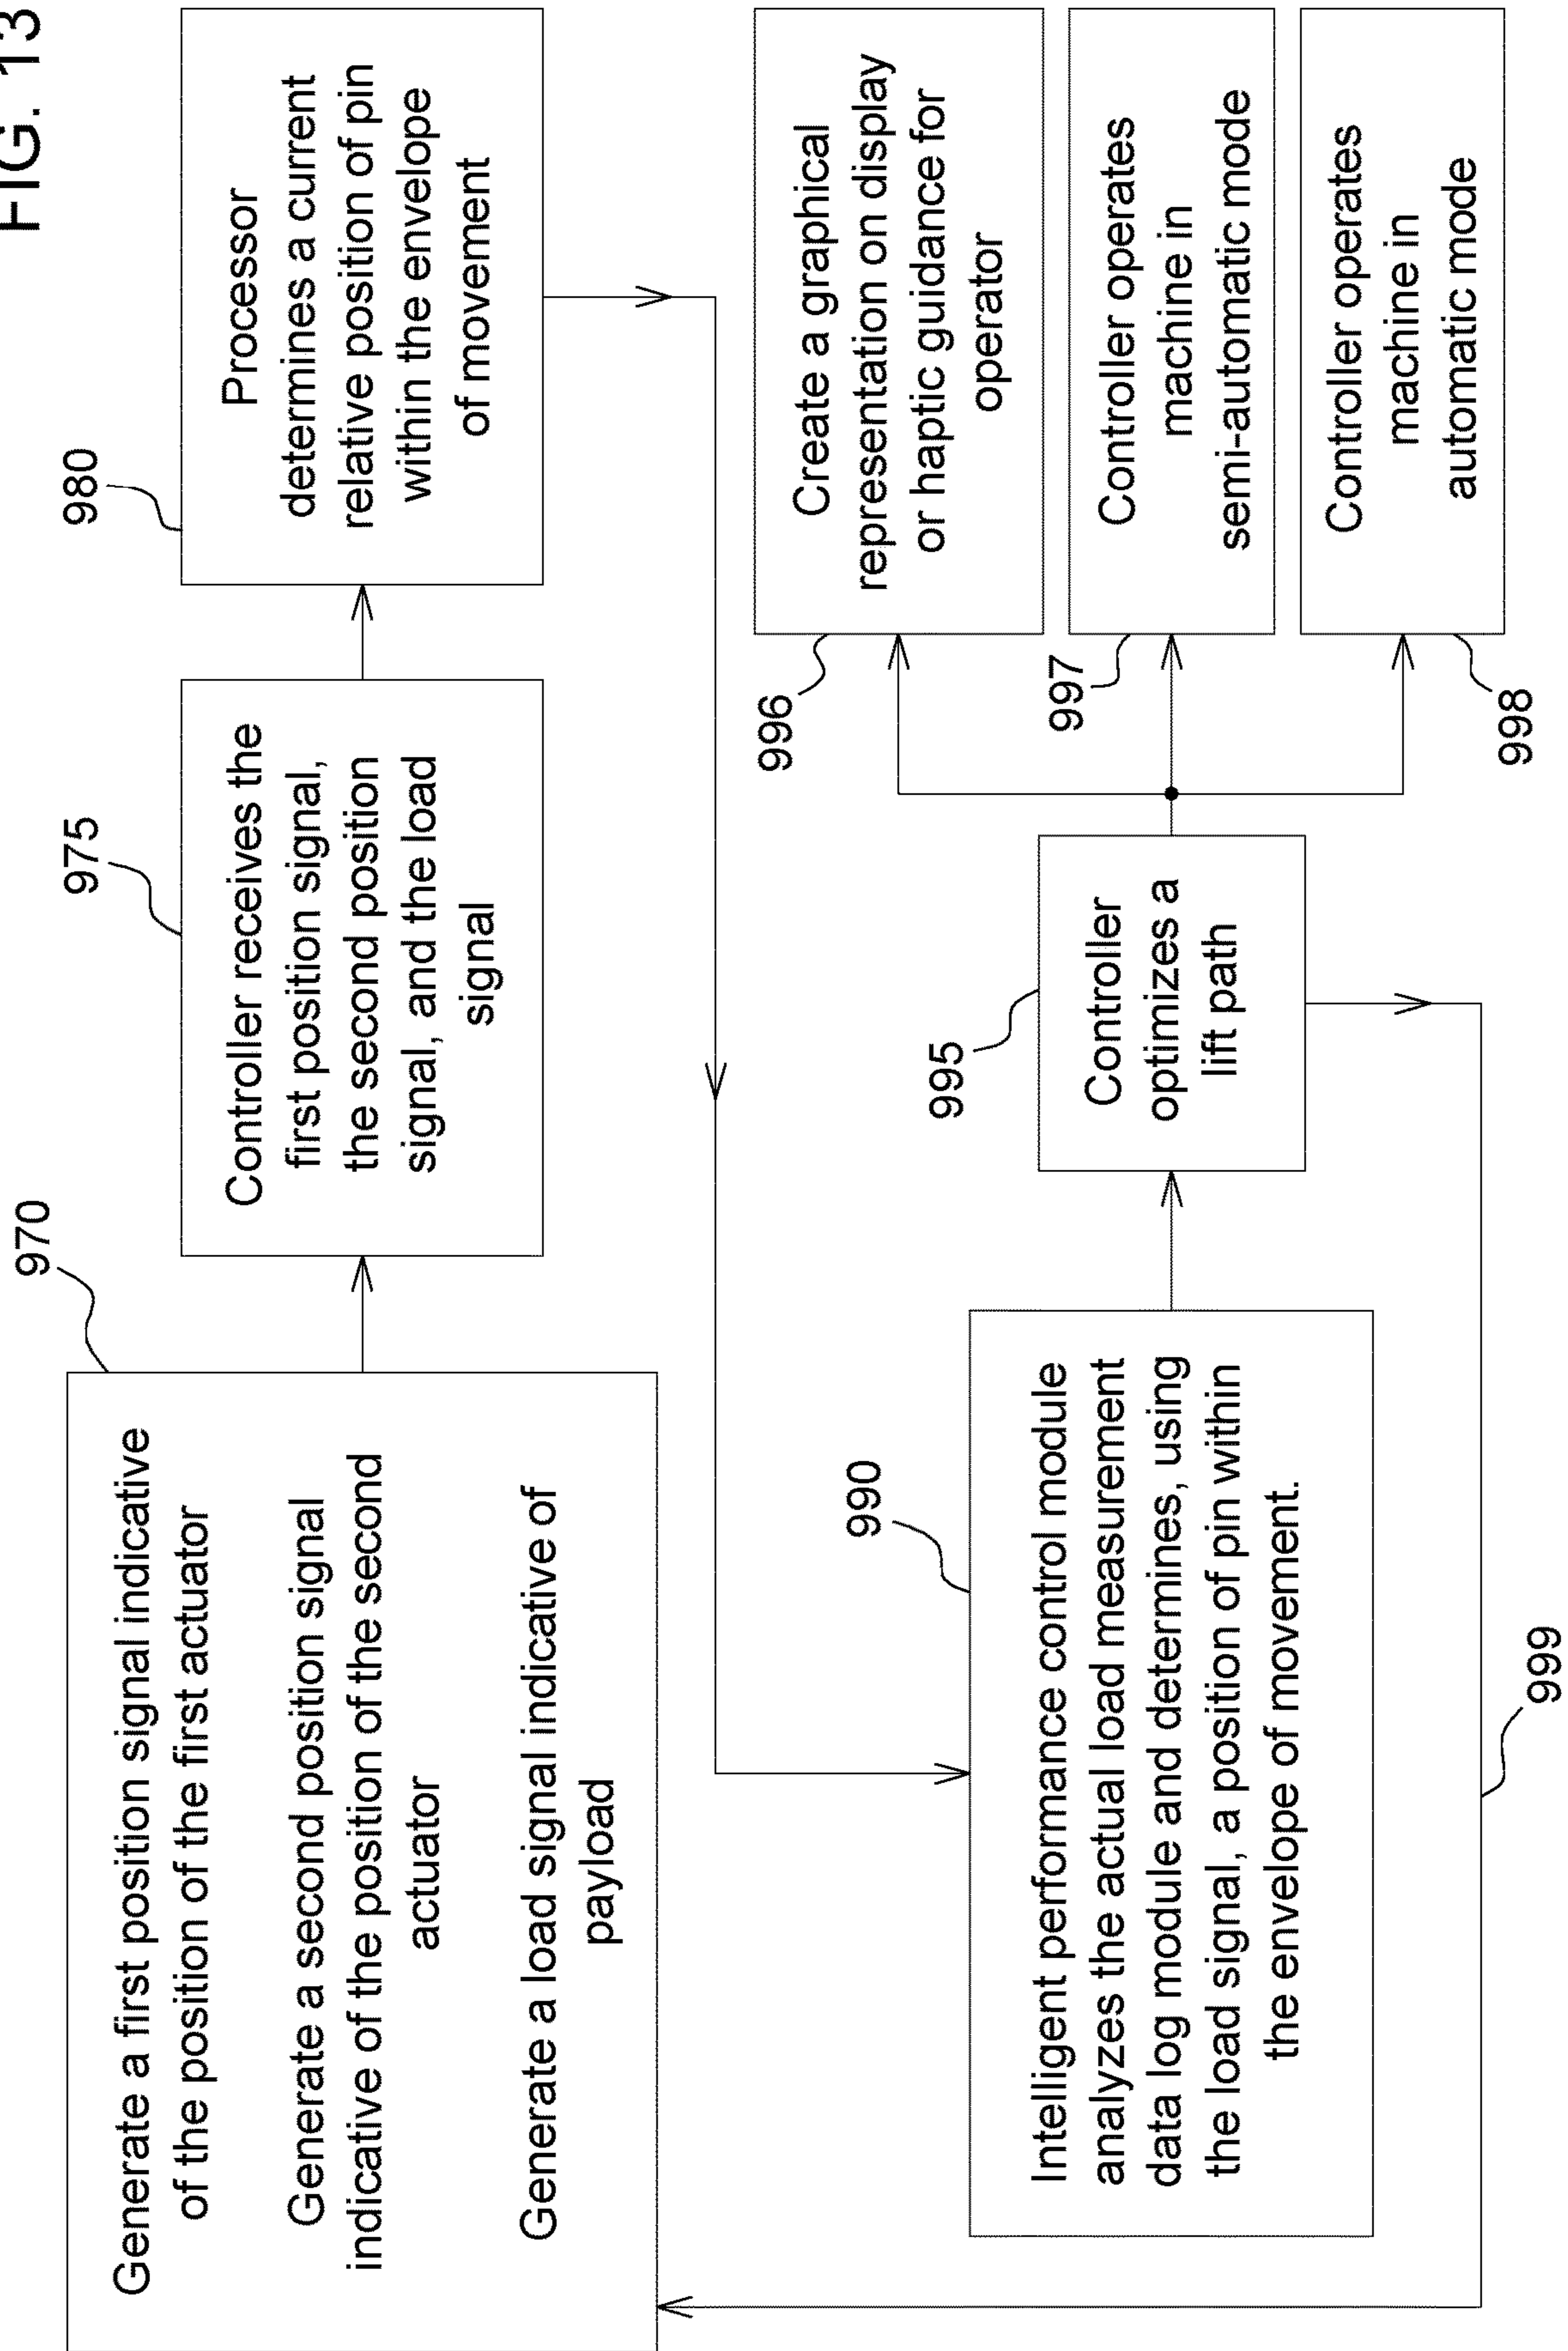 FIG. 13
970
Generate a first position signal indicative
of the position of the first actuator
Generate a second position signal
indicative of the position of the second
actuator
Generate a load signal indicative of
payload
975
Controller receives the
first position signal,
the second position
signal, and the load
signal
980
Processor
determines a current
relative position of pin
within the envelope
of movement
990
Intelligent performance control module
analyzes the actual load measurement
data log module and determines, using
the load signal, a position of pin within
the envelope of movement.
995
Controller
optimizes a
lift path
996
Create a graphical
representation on display
or haptic guidance for
operator
997
Controller operates
machine in
semi-automatic mode
998
Controller operates
machine in
automatic mode
999